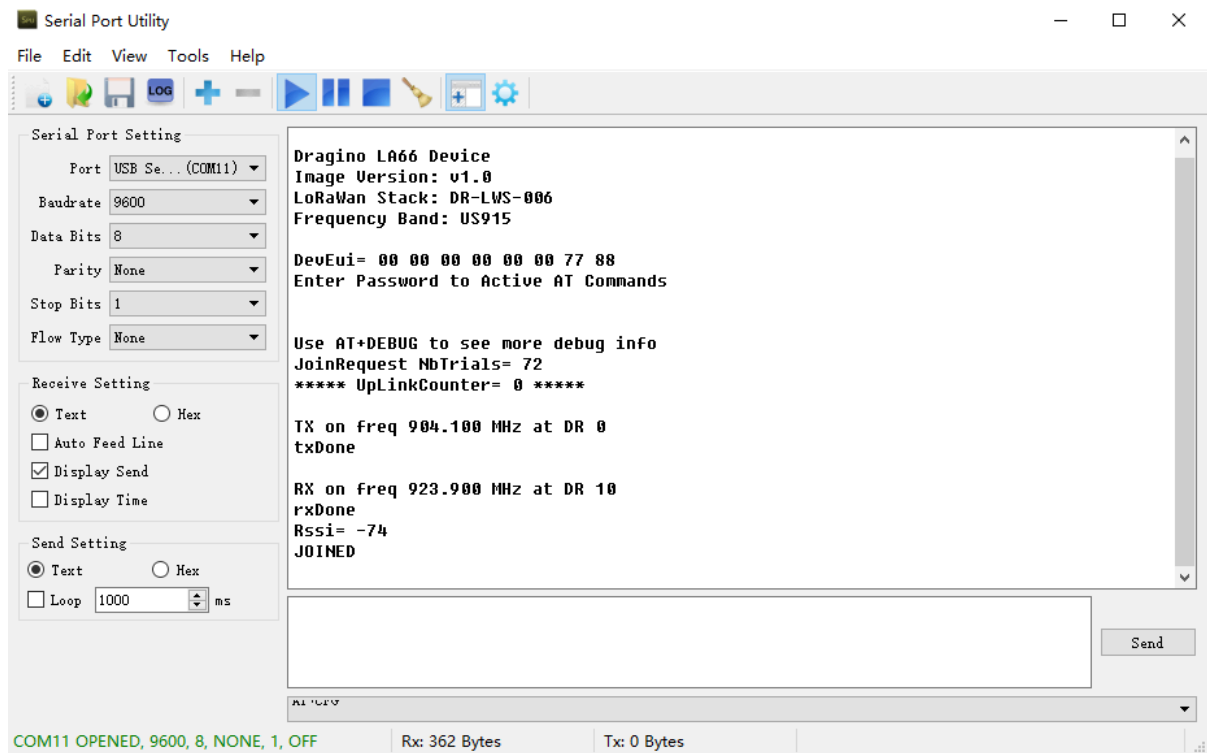 Serial Port Utility
File Edit View Tools Help
LOG
Serial Port Setting
Port USB Se...(COM11)
Baudrate 9600
Data Bits 8
Parity None
Stop Bits 1
Flow Type None
Receive Setting
Text Hex
Auto Feed Line
Display Send
Display Time
Send Setting
Text Hex
Loop 1000 ms
Dragino LA66 Device
Image Version: v1.0
LoRaWan Stack: DR-LWS-006
Frequency Band: US915
DevEui= 00 00 00 00 00 00 77 88
Enter Password to Active AT Commands
Use AT+DEBUG to see more debug info
JoinRequest NbTrials= 72
***** UpLinkCounter= 0 *****
TX on freq 904.100 MHz at DR 0
txDone
RX on freq 923.900 MHz at DR 10
rxDone
Rssi= -74
JOINED
Send
COM11 OPENED, 9600, 8, NONE, 1, OFF
Rx: 362 Bytes
Tx: 0 Bytes